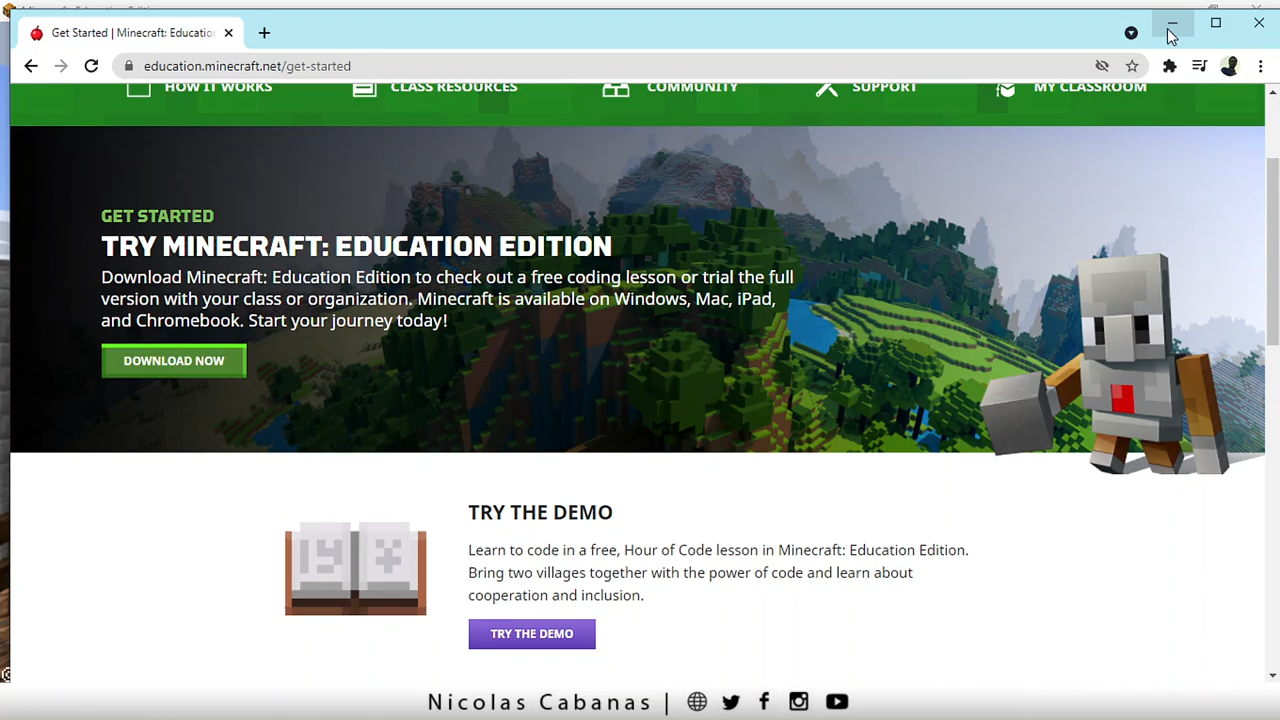 Get Started | Minecraft: Educatio
education.minecraft.net/get-started
HOW IT WORKS CLASS RESOURCES COMMUNITY SUPPORT MY CLASSROOM
GET STARTED
TRY MINECRAFT: EDUCATION EDITION
Download Minecraft: Education Edition to check out a free coding lesson or trial the full
version with your class or organization. Minecraft is available on Windows, Mac, iPad,
and Chromebook. Start your journey today!
DOWNLOAD NOW
TRY THE DEMO
Learn to code in a free, Hour of Code lesson in Minecraft: Education Edition.
Bring two villages together with the power of code and learn about
cooperation and inclusion.
TRY THE DEMO
Nicolas Cabanas |